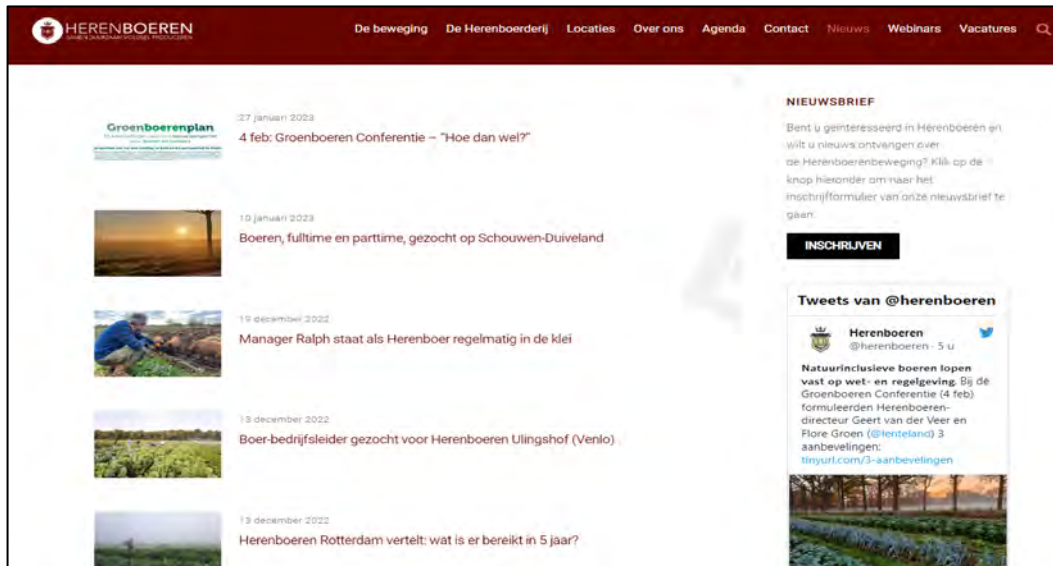 HERENBOEREN
SAMEN DUURZAAM VOEDSEL PRODUCEREN
De beweging De Herenboerderij Locaties Over ons Agenda Contact Nieuws Webinars Vacatures
Groenboerenplan
27 januari 2023
4 feb: Groenboeren Conferentie – "Hoe dan wel?"
10 januari 2023
Boeren, fulltime en parttime, gezocht op Schouwen-Duiveland
19 december 2022
Manager Ralph staat als Herenboer regelmatig in de klei
13 december 2022
Boer-bedrijfsleider gezocht voor Herenboeren Ulingshof (Venlo)
13 december 2022
Herenboeren Rotterdam vertelt: wat is er bereikt in 5 jaar?
NIEUWSBRIEF
Bent u geïnteresseerd in Herenboeren en
wilt u nieuws ontvangen over
de Herenboerenbeweging? Klik op de
knop hieronder om naar het
inschrijfformulier van onze nieuwsbrief te
gaan.
INSCHRIJVEN
Tweets van @herenboeren
Herenboeren
@herenboeren · 5 u
Natuurinclusieve boeren lopen
vast op wet- en regelgeving. Bij de
Groenboeren Conferentie (4 feb)
formuleerden Herenboeren-
directeur Geert van der Veer en
Flore Groen (@lenteland) 3
aanbevelingen:
tinyurl.com/3-aanbevelingen